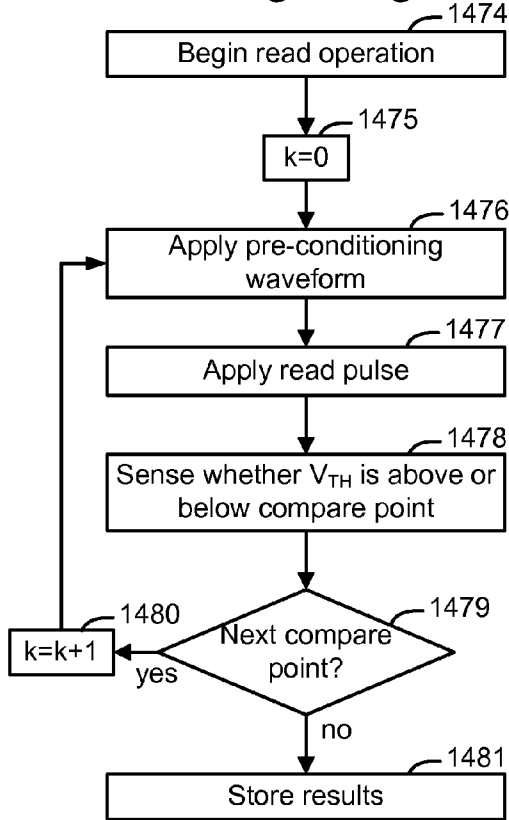 1474
Begin read operation
1475
k=0
1476
Apply pre-conditioning
waveform
1477
Apply read pulse
1478
Sense whether VTH is above or
below compare point
1479
Next compare
point?
1480
k=k+1
yes
no
1481
Store results